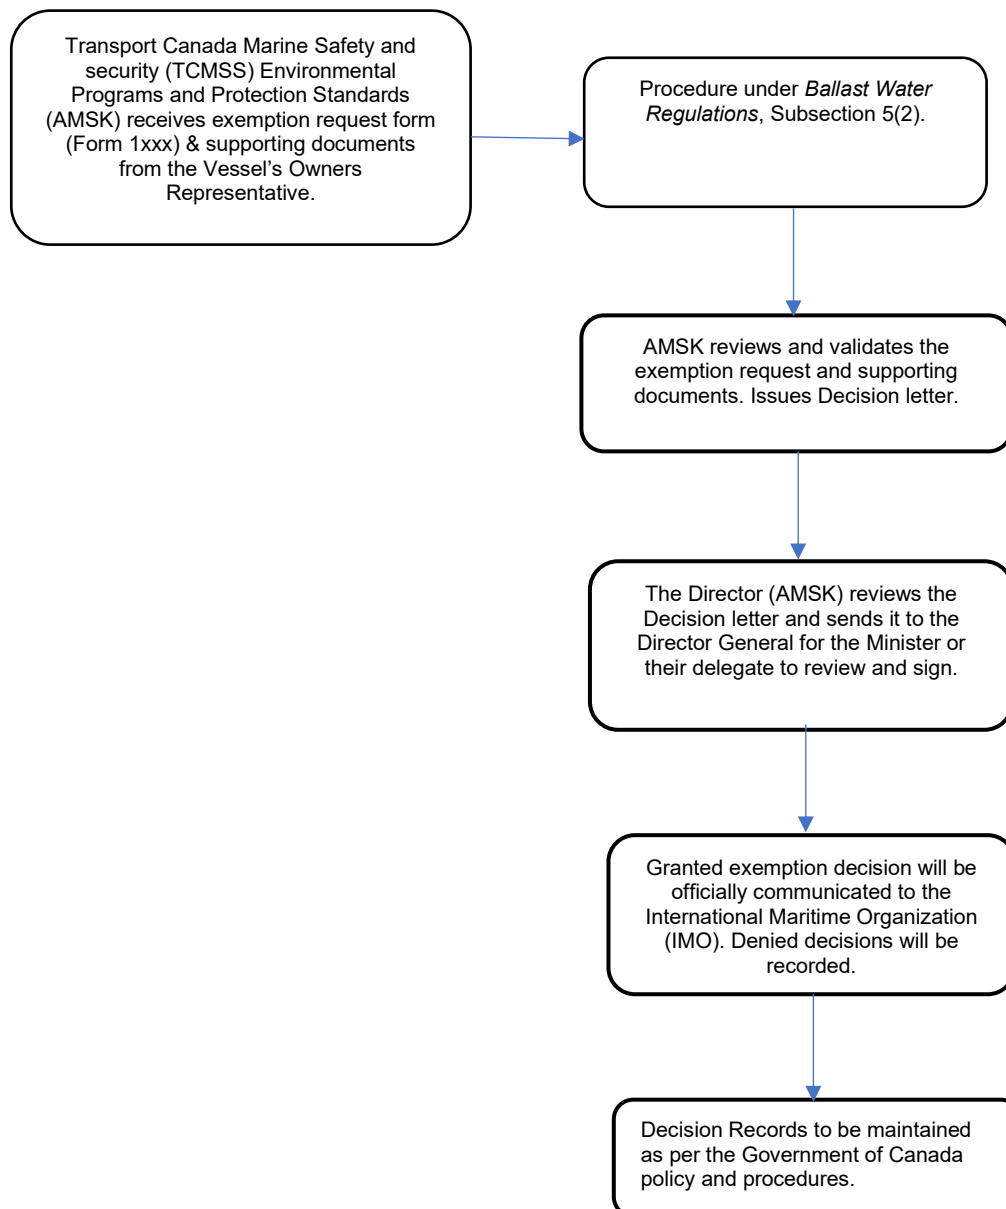 Transport Canada Marine Safety and
security (TCMSS) Environmental
Programs and Protection Standards
(AMSK) receives exemption request form
(Form 1xxx) & supporting documents
from the Vessel’s Owners
Representative.
Procedure under Ballast Water
Regulations, Subsection 5(2).
AMSK reviews and validates the
exemption request and supporting
documents. Issues Decision letter.
The Director (AMSK) reviews the
Decision letter and sends it to the
Director General for the Minister or
their delegate to review and sign.
Granted exemption decision will be
officially communicated to the
International Maritime Organization
(IMO). Denied decisions will be
recorded.
Decision Records to be maintained
as per the Government of Canada
policy and procedures.